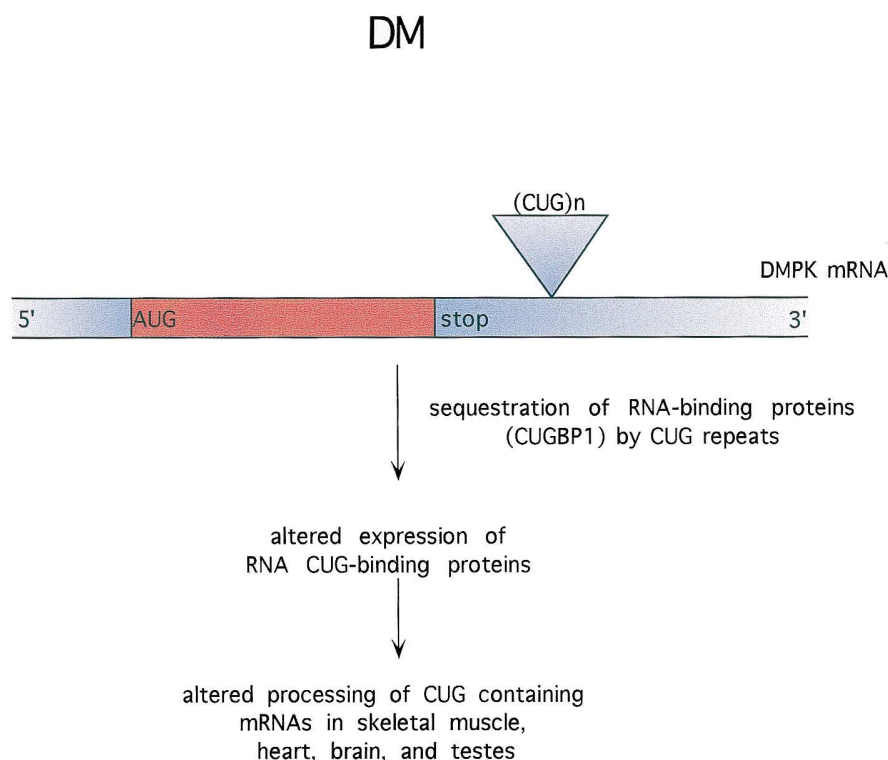 DM
(CUG)n
DMPK mRNA
5' AUG stop 3'
sequestration of RNA-binding proteins
(CUGBP1) by CUG repeats
altered expression of
RNA CUG-binding proteins
altered processing of CUG containing
mRNAs in skeletal muscle,
heart, brain, and testes